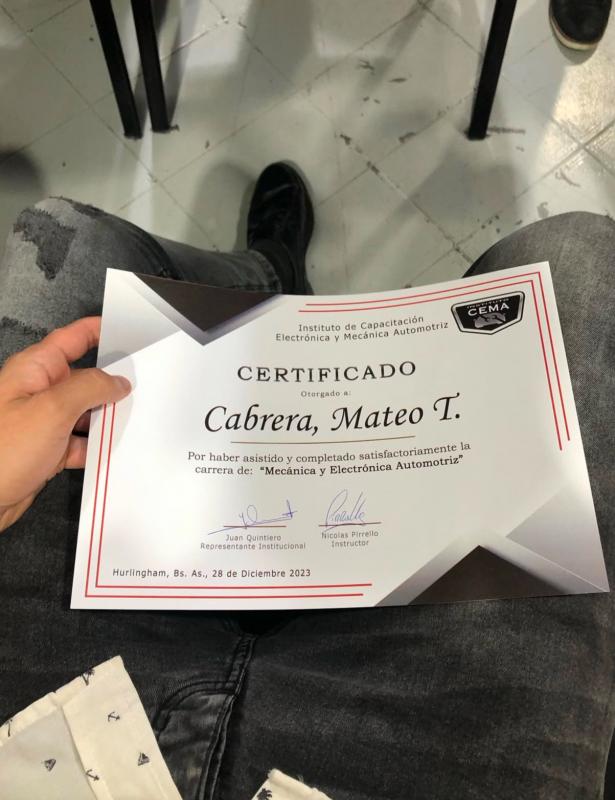 Instituto de Capacitación
Electrónica y Mecánica Automotriz
INSTITUTO
CEMA
CERTIFICADO
Otorgado a:
Cabrera, Mateo T.
Por haber asistido y completado satisfactoriamente la
carrera de: "Mecánica y Electrónica Automotriz"
Juan Quintiero
Representante Institucional
Nicolas Pirrello
Instructor
Hurlingham, Bs. As., 28 de Diciembre 2023